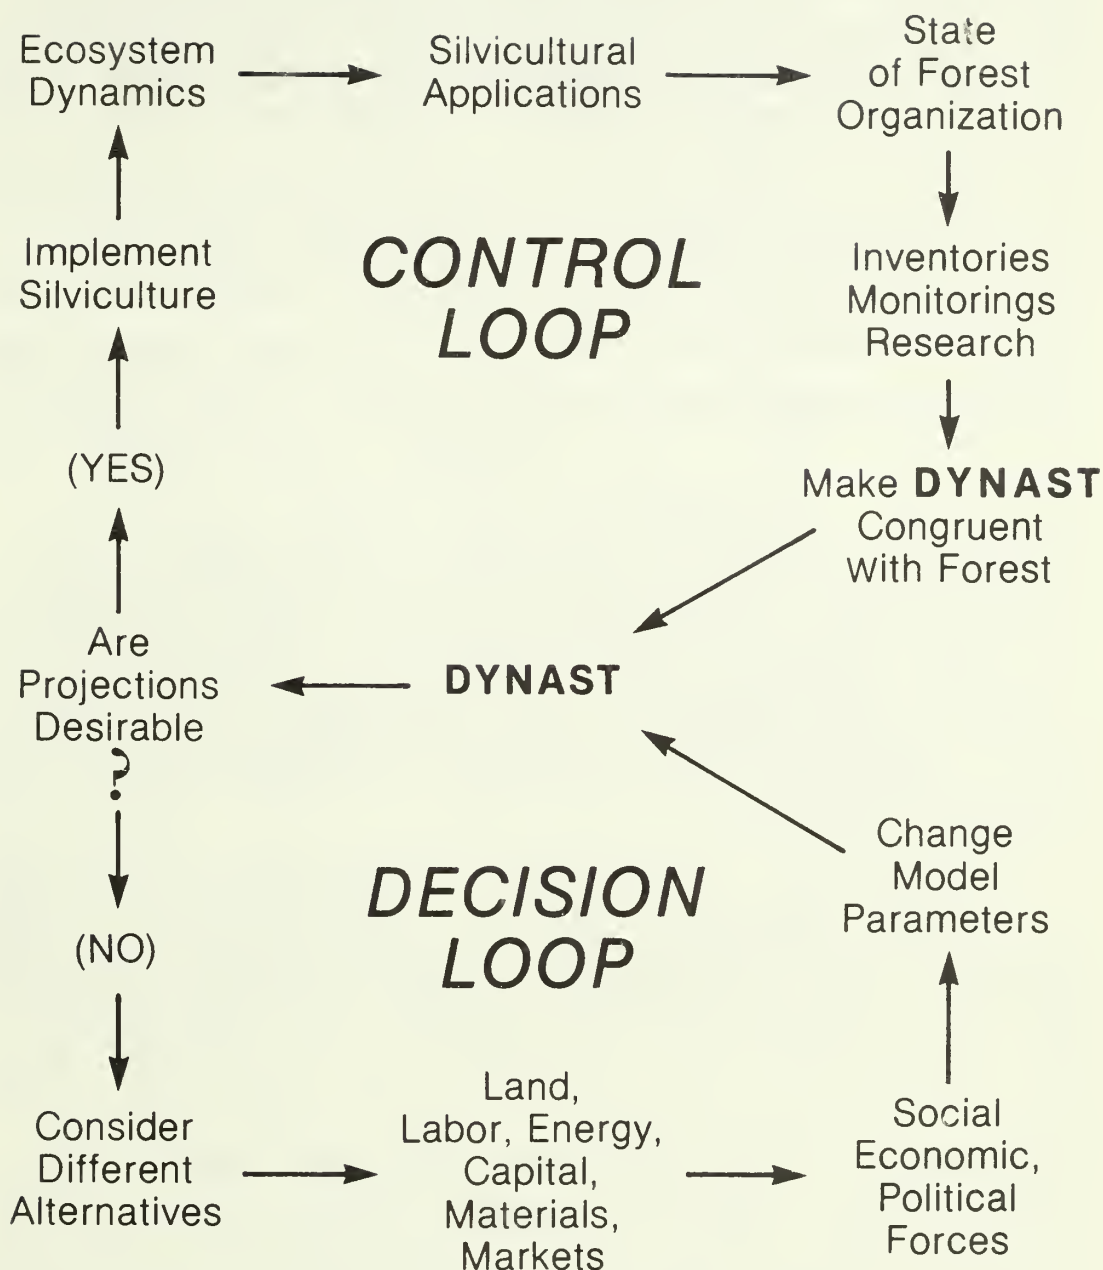 Ecosystem
Dynamics
Silvicultural
Applications
State
of Forest
Organization
Implement
Silviculture
CONTROL
LOOP
Inventories
Monitorings
Research
(YES)
Make DYNAST
Congruent
With Forest
Are
Projections
Desirable
?
DYNAST
(NO)
DECISION
LOOP
Change
Model
Parameters
Consider
Different
Alternatives
Land,
Labor, Energy,
Capital,
Materials,
Markets
Social
Economic,
Political
Forces